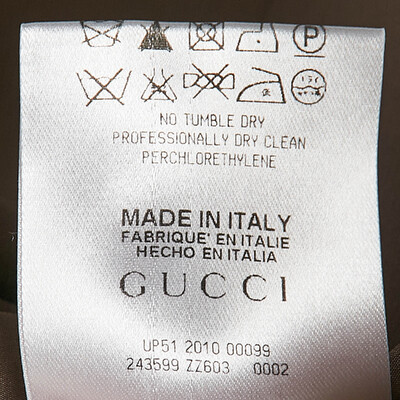 P
NO TUMBLE DRY
PROFESSIONALLY DRY CLEAN
PERCHLORETHYLENE
MADE IN ITALY
FABRIQUE' EN ITALIE
HECHO EN ITALIA
GUCCI
UP51 2010 00099
243599 ZZ603 0002